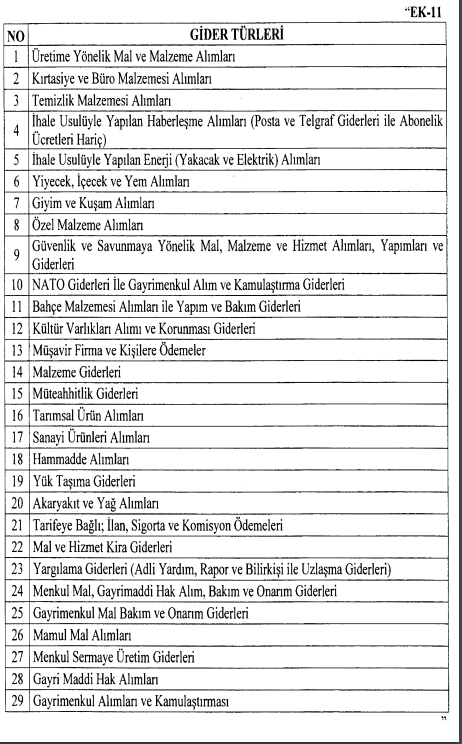 “EK-11
NO GİDER TÜRLERİ
1 Üretime Yönelik Mal ve Malzeme Alımları
2 Kırtasiye ve Büro Malzemesi Alımları
3 Temizlik Malzemesi Alımları
4 İhale Usulüyle Yapılan Haberleşme Alımları (Posta ve Telgraf Giderleri ile Abonelik
Ücretleri Hariç)
5 İhale Usulüyle Yapılan Enerji (Yakacak ve Elektrik) Alımları
6 Yiyecek, İçecek ve Yem Alımları
7 Giyim ve Kuşam Alımları
8 Özel Malzeme Alımları
9 Güvenlik ve Savunmaya Yönelik Mal, Malzeme ve Hizmet Alımları, Yapımları ve
Giderleri
10 NATO Giderleri İle Gayrimenkul Alım ve Kamulaştırma Giderleri
11 Bahçe Malzemesi Alımları ile Yapım ve Bakım Giderleri
12 Kültür Varlıkları Alımı ve Korunması Giderleri
13 Müşavir Firma ve Kişilere Ödemeler
14 Malzeme Giderleri
15 Müteahhitlik Giderleri
16 Tarımsal Ürün Alımları
17 Sanayi Ürünleri Alımları
18 Hammadde Alımları
19 Yük Taşıma Giderleri
20 Akaryakıt ve Yağ Alımları
21 Tarifeye Bağlı; İlan, Sigorta ve Komisyon Ödemeleri
22 Mal ve Hizmet Kira Giderleri
23 Yargılama Giderleri (Adli Yardım, Rapor ve Bilirkişi ile Uzlaşma Giderleri)
24 Menkul Mal, Gayrimaddi Hak Alım, Bakım ve Onarım Giderleri
25 Gayrimenkul Mal Bakım ve Onarım Giderleri
26 Mamul Mal Alımları
27 Menkul Sermaye Üretim Giderleri
28 Gayri Maddi Hak Alımları
29 Gayrimenkul Alımları ve Kamulaştırması
”